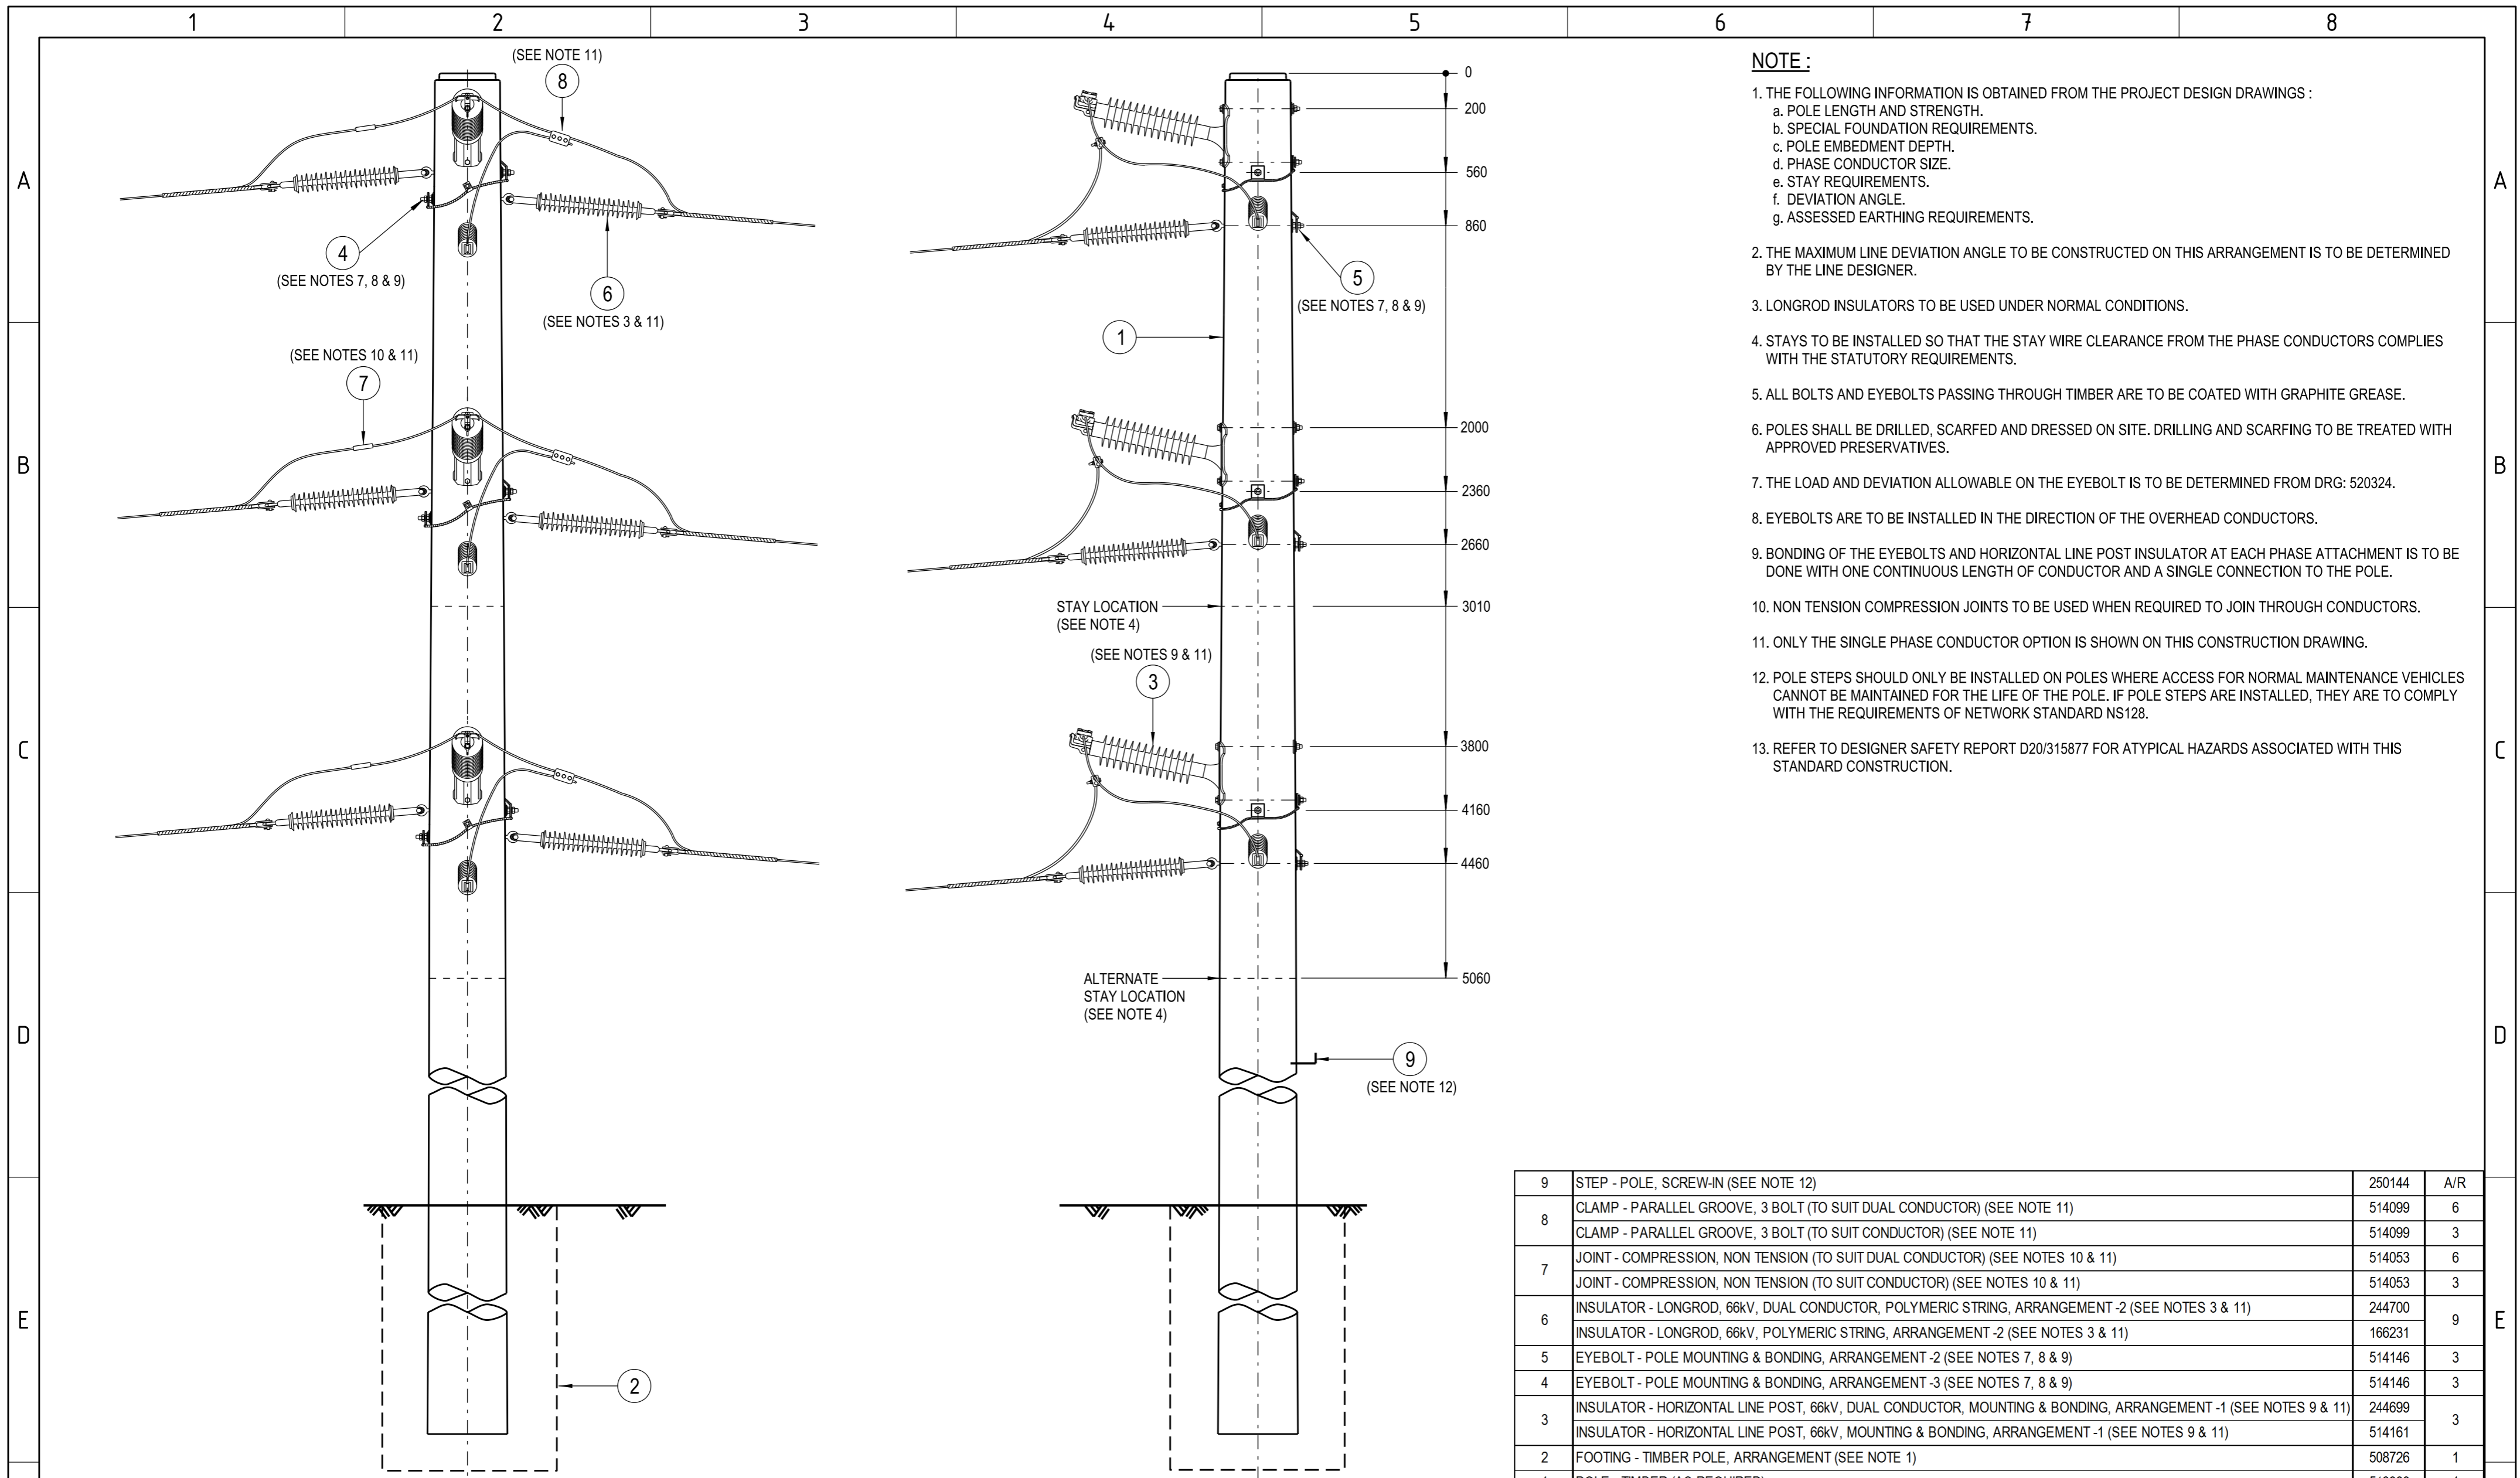 1 2 3 4 5 6 7 8
A
B
C
D
E
A
B
C
D
E
(SEE NOTE 11)
8
4
(SEE NOTES 7, 8 & 9)
6
(SEE NOTES 3 & 11)
(SEE NOTES 10 & 11)
7
2
0
200
560
860
2000
2360
2660
3010
3800
4160
4460
5060
5
(SEE NOTES 7, 8 & 9)
1
STAY LOCATION
(SEE NOTE 4)
(SEE NOTES 9 & 11)
3
ALTERNATE
STAY LOCATION
(SEE NOTE 4)
9
(SEE NOTE 12)
NOTE :
1. THE FOLLOWING INFORMATION IS OBTAINED FROM THE PROJECT DESIGN DRAWINGS :
a. POLE LENGTH AND STRENGTH.
b. SPECIAL FOUNDATION REQUIREMENTS.
c. POLE EMBEDMENT DEPTH.
d. PHASE CONDUCTOR SIZE.
e. STAY REQUIREMENTS.
f. DEVIATION ANGLE.
g. ASSESSED EARTHING REQUIREMENTS.
2. THE MAXIMUM LINE DEVIATION ANGLE TO BE CONSTRUCTED ON THIS ARRANGEMENT IS TO BE DETERMINED
BY THE LINE DESIGNER.
3. LONGROD INSULATORS TO BE USED UNDER NORMAL CONDITIONS.
4. STAYS TO BE INSTALLED SO THAT THE STAY WIRE CLEARANCE FROM THE PHASE CONDUCTORS COMPLIES
WITH THE STATUTORY REQUIREMENTS.
5. ALL BOLTS AND EYEBOLTS PASSING THROUGH TIMBER ARE TO BE COATED WITH GRAPHITE GREASE.
6. POLES SHALL BE DRILLED, SCARFED AND DRESSED ON SITE. DRILLING AND SCARFING TO BE TREATED WITH
APPROVED PRESERVATIVES.
7. THE LOAD AND DEVIATION ALLOWABLE ON THE EYEBOLT IS TO BE DETERMINED FROM DRG: 520324.
8. EYEBOLTS ARE TO BE INSTALLED IN THE DIRECTION OF THE OVERHEAD CONDUCTORS.
9. BONDING OF THE EYEBOLTS AND HORIZONTAL LINE POST INSULATOR AT EACH PHASE ATTACHMENT IS TO BE
DONE WITH ONE CONTINUOUS LENGTH OF CONDUCTOR AND A SINGLE CONNECTION TO THE POLE.
10. NON TENSION COMPRESSION JOINTS TO BE USED WHEN REQUIRED TO JOIN THROUGH CONDUCTORS.
11. ONLY THE SINGLE PHASE CONDUCTOR OPTION IS SHOWN ON THIS CONSTRUCTION DRAWING.
12. POLE STEPS SHOULD ONLY BE INSTALLED ON POLES WHERE ACCESS FOR NORMAL MAINTENANCE VEHICLES
CANNOT BE MAINTAINED FOR THE LIFE OF THE POLE. IF POLE STEPS ARE INSTALLED, THEY ARE TO COMPLY
WITH THE REQUIREMENTS OF NETWORK STANDARD NS128.
13. REFER TO DESIGNER SAFETY REPORT D20/315877 FOR ATYPICAL HAZARDS ASSOCIATED WITH THIS
STANDARD CONSTRUCTION.
9 STEP - POLE, SCREW-IN (SEE NOTE 12) 250144 A/R
8 CLAMP - PARALLEL GROOVE, 3 BOLT (TO SUIT DUAL CONDUCTOR) (SEE NOTE 11) 514099 6
CLAMP - PARALLEL GROOVE, 3 BOLT (TO SUIT CONDUCTOR) (SEE NOTE 11) 514099 3
7 JOINT - COMPRESSION, NON TENSION (TO SUIT DUAL CONDUCTOR) (SEE NOTES 10 & 11) 514053 6
JOINT - COMPRESSION, NON TENSION (TO SUIT CONDUCTOR) (SEE NOTES 10 & 11) 514053 3
6 INSULATOR - LONGROD, 66kV, DUAL CONDUCTOR, POLYMERIC STRING, ARRANGEMENT -2 (SEE NOTES 3 & 11) 244700 9
INSULATOR - LONGROD, 66kV, POLYMERIC STRING, ARRANGEMENT -2 (SEE NOTES 3 & 11) 166231
5 EYEBOLT - POLE MOUNTING & BONDING, ARRANGEMENT -2 (SEE NOTES 7, 8 & 9) 514146 3
4 EYEBOLT - POLE MOUNTING & BONDING, ARRANGEMENT -3 (SEE NOTES 7, 8 & 9) 514146 3
3 INSULATOR - HORIZONTAL LINE POST, 66kV, DUAL CONDUCTOR, MOUNTING & BONDING, ARRANGEMENT -1 (SEE NOTES 9 & 11) 244699 3
INSULATOR - HORIZONTAL LINE POST, 66kV, MOUNTING & BONDING, ARRANGEMENT -1 (SEE NOTES 9 & 11) 514161
2 FOOTING - TIMBER POLE, ARRANGEMENT (SEE NOTE 1) 508726 1